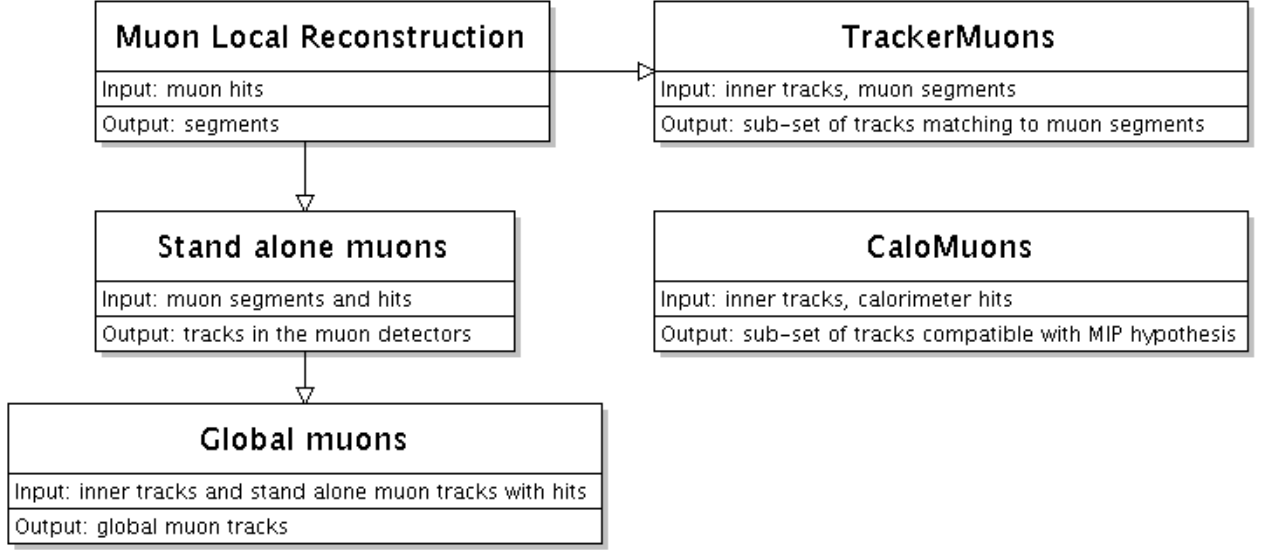 Muon Local Reconstruction
Input: muon hits
Output: segments
TrackerMuons
Input: inner tracks, muon segments
Output: sub-set of tracks matching to muon segments
Stand alone muons
Input: muon segments and hits
Output: tracks in the muon detectors
CaloMuons
Input: inner tracks, calorimeter hits
Output: sub-set of tracks compatible with MIP hypothesis
Global muons
Input: inner tracks and stand alone muon tracks with hits
Output: global muon tracks